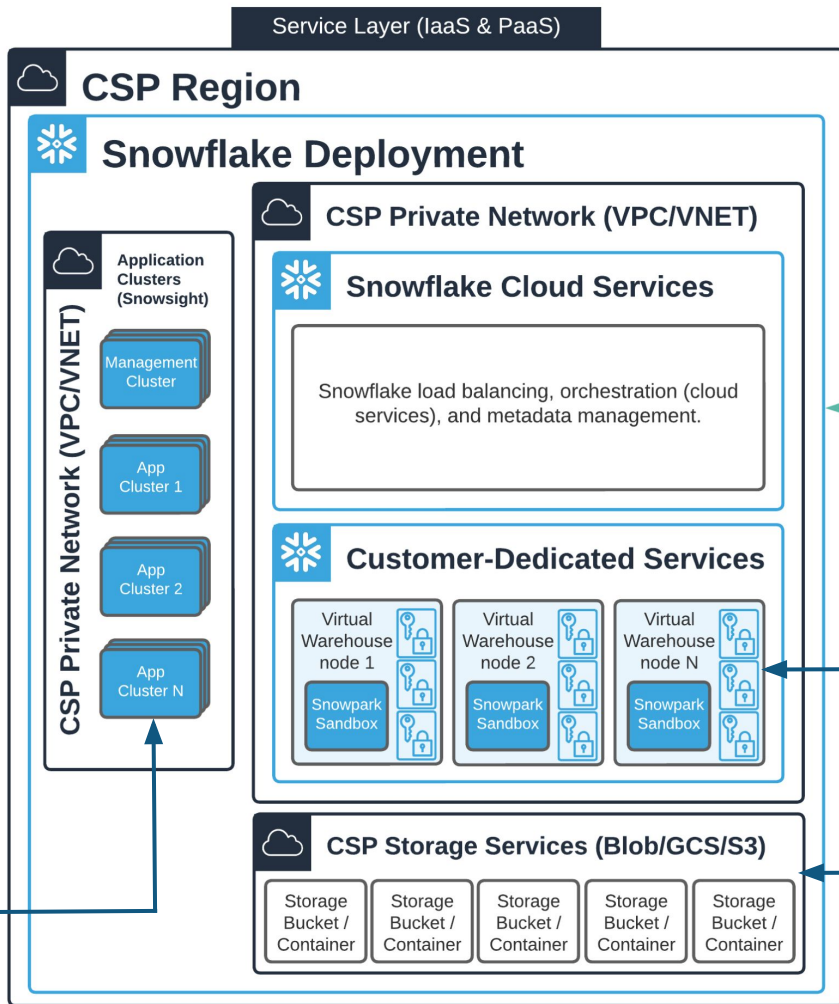 Service Layer (IaaS & PaaS)
CSP Region
Snowflake Deployment
CSP Private Network (VPC/VNET)
Application
Clusters
(Snowsight)
Management
Cluster
App
Cluster 1
App
Cluster 2
App
Cluster N
CSP Private Network (VPC/VNET)
Snowflake Cloud Services
Snowflake load balancing, orchestration (cloud
services), and metadata management.
Customer-Dedicated Services
Virtual
Warehouse
node 1
Snowpark
Sandbox
Virtual
Warehouse
node 2
Snowpark
Sandbox
Virtual
Warehouse
node N
Snowpark
Sandbox
CSP Storage Services (Blob/GCS/S3)
Storage
Bucket /
Container
Storage
Bucket /
Container
Storage
Bucket /
Container
Storage
Bucket /
Container
Storage
Bucket /
Container